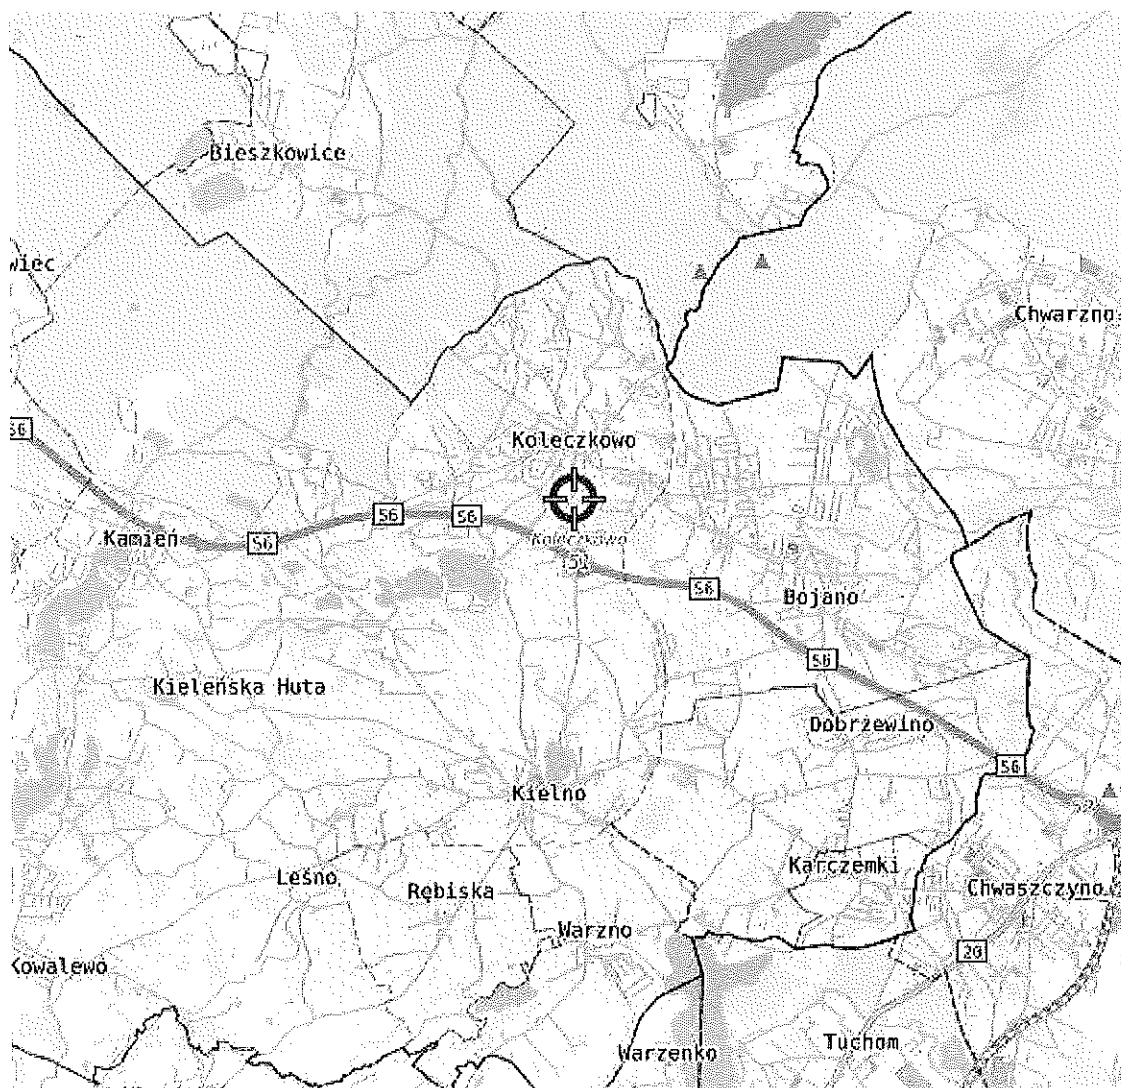 Bieszkowice
wiec
Chwarzno
56
Koleczkowo
56
56
Kamień
56
Koleczkowo
56
Bojano
56
Kieleńska Huta
Dobrzewino
56
Kielno
Karczemki
Leśno
Rębiska
Chwaszczyno
Warzno
20
Kowalewo
Tuchom
Warzenko